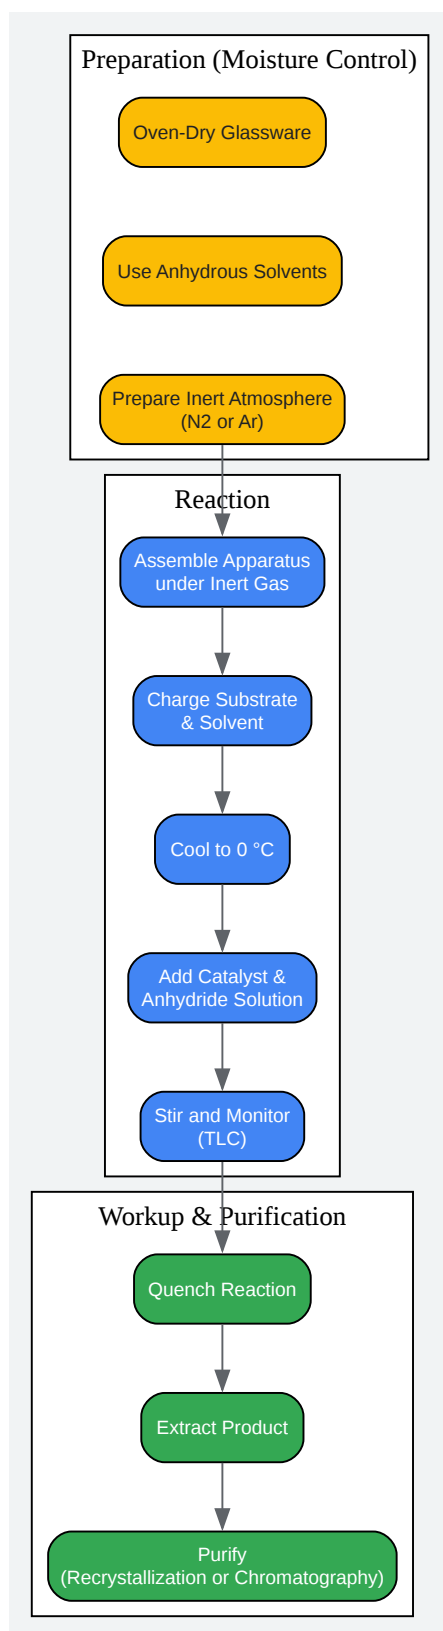 Preparation (Moisture Control)
Oven-Dry Glassware
Use Anhydrous Solvents
Prepare Inert Atmosphere
(N2 or Ar)
Reaction
Assemble Apparatus
under Inert Gas
Charge Substrate
& Solvent
Cool to 0 °C
Add Catalyst &
Anhydride Solution
Stir and Monitor
(TLC)
Workup & Purification
Quench Reaction
Extract Product
Purify
(Recrystallization or Chromatography)